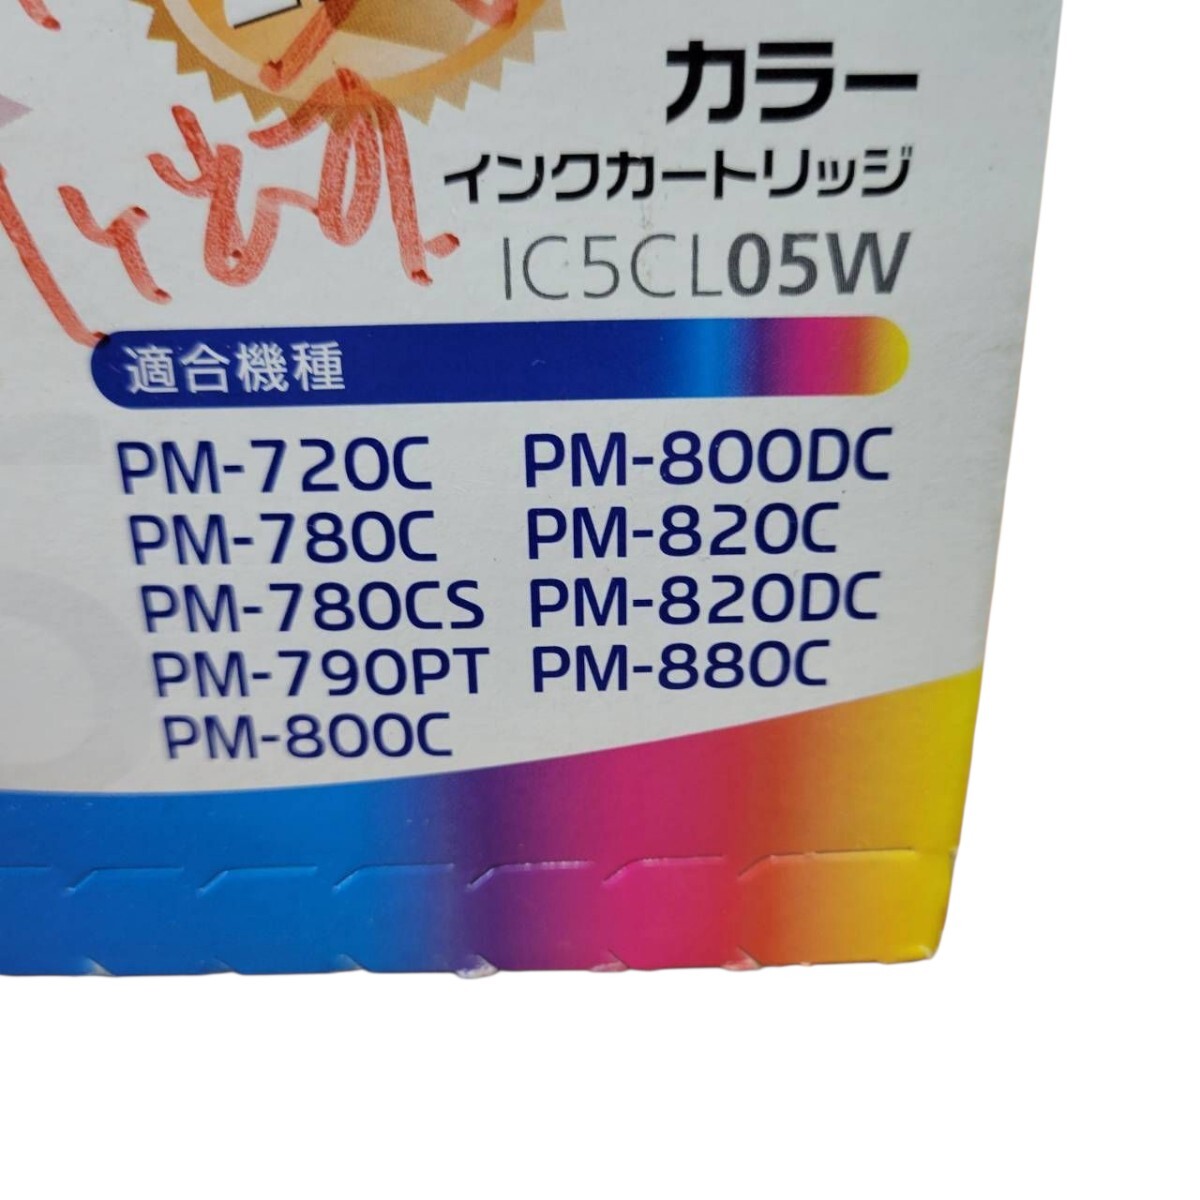 カラー
インクカートリッジ
IC5CL05W
適合機種
PM-720C PM-800DC
PM-780C PM-820C
PM-780CS PM-820DC
PM-790PT PM-880C
PM-800C